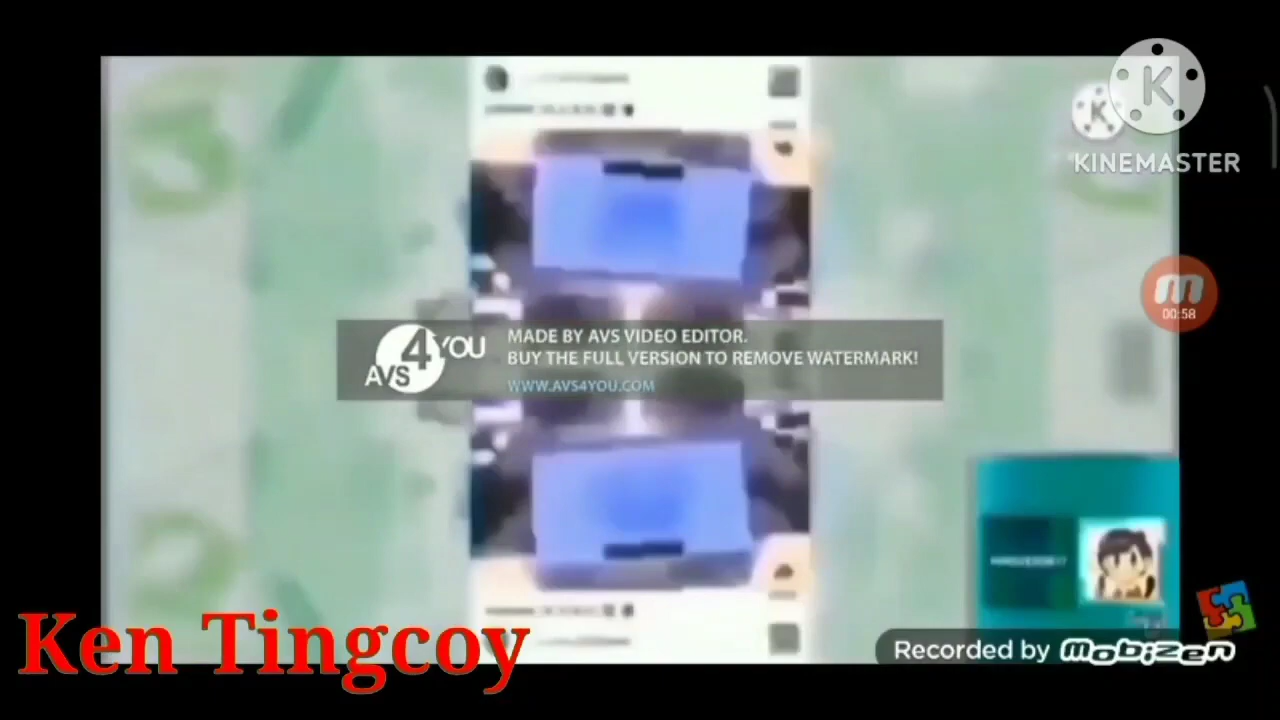 K
K
KINEMASTER
00:58
AVS4YOU
MADE BY AVS VIDEO EDITOR.
BUY THE FULL VERSION TO REMOVE WATERMARK!
WWW.AVS4YOU.COM
Ken Tingcoy
Recorded by mobizen